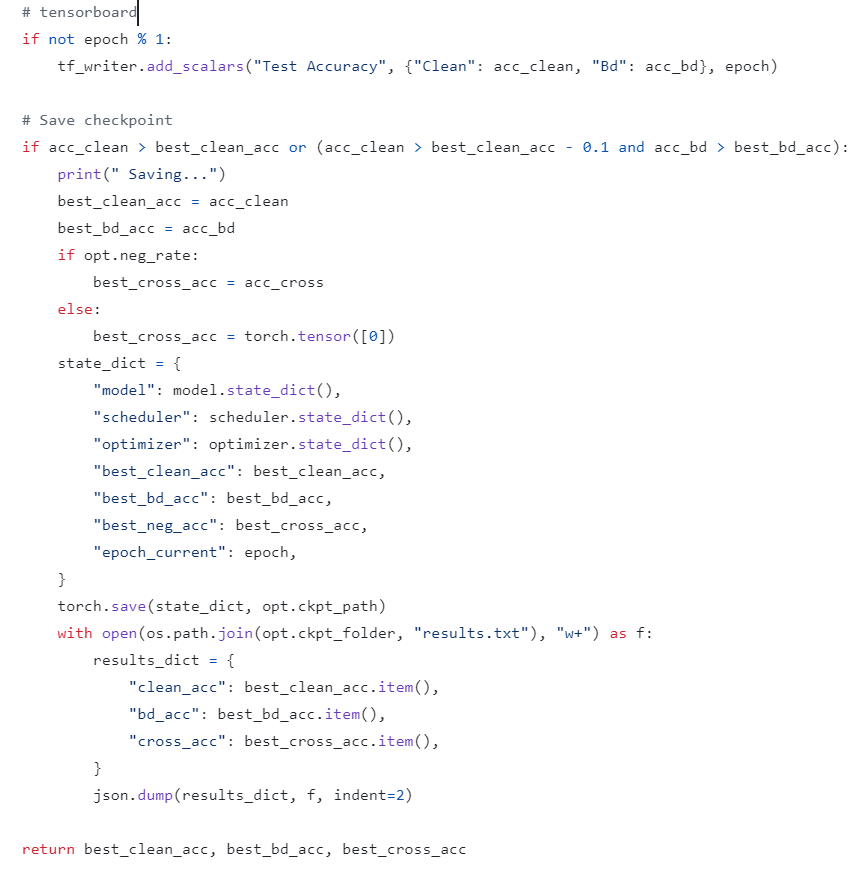 # tensorboard
if not epoch % 1:
    tf_writer.add_scalars("Test Accuracy", {"Clean": acc_clean, "Bd": acc_bd}, epoch)

# Save checkpoint
if acc_clean > best_clean_acc or (acc_clean > best_clean_acc - 0.1 and acc_bd > best_bd_acc):
    print(" Saving...")
    best_clean_acc = acc_clean
    best_bd_acc = acc_bd
    if opt.neg_rate:
        best_cross_acc = acc_cross
    else:
        best_cross_acc = torch.tensor([0])
    state_dict = {
        "model": model.state_dict(),
        "scheduler": scheduler.state_dict(),
        "optimizer": optimizer.state_dict(),
        "best_clean_acc": best_clean_acc,
        "best_bd_acc": best_bd_acc,
        "best_neg_acc": best_cross_acc,
        "epoch_current": epoch,
    }
    torch.save(state_dict, opt.ckpt_path)
    with open(os.path.join(opt.ckpt_folder, "results.txt"), "w+") as f:
        results_dict = {
            "clean_acc": best_clean_acc.item(),
            "bd_acc": best_bd_acc.item(),
            "cross_acc": best_cross_acc.item(),
        }
        json.dump(results_dict, f, indent=2)

return best_clean_acc, best_bd_acc, best_cross_acc